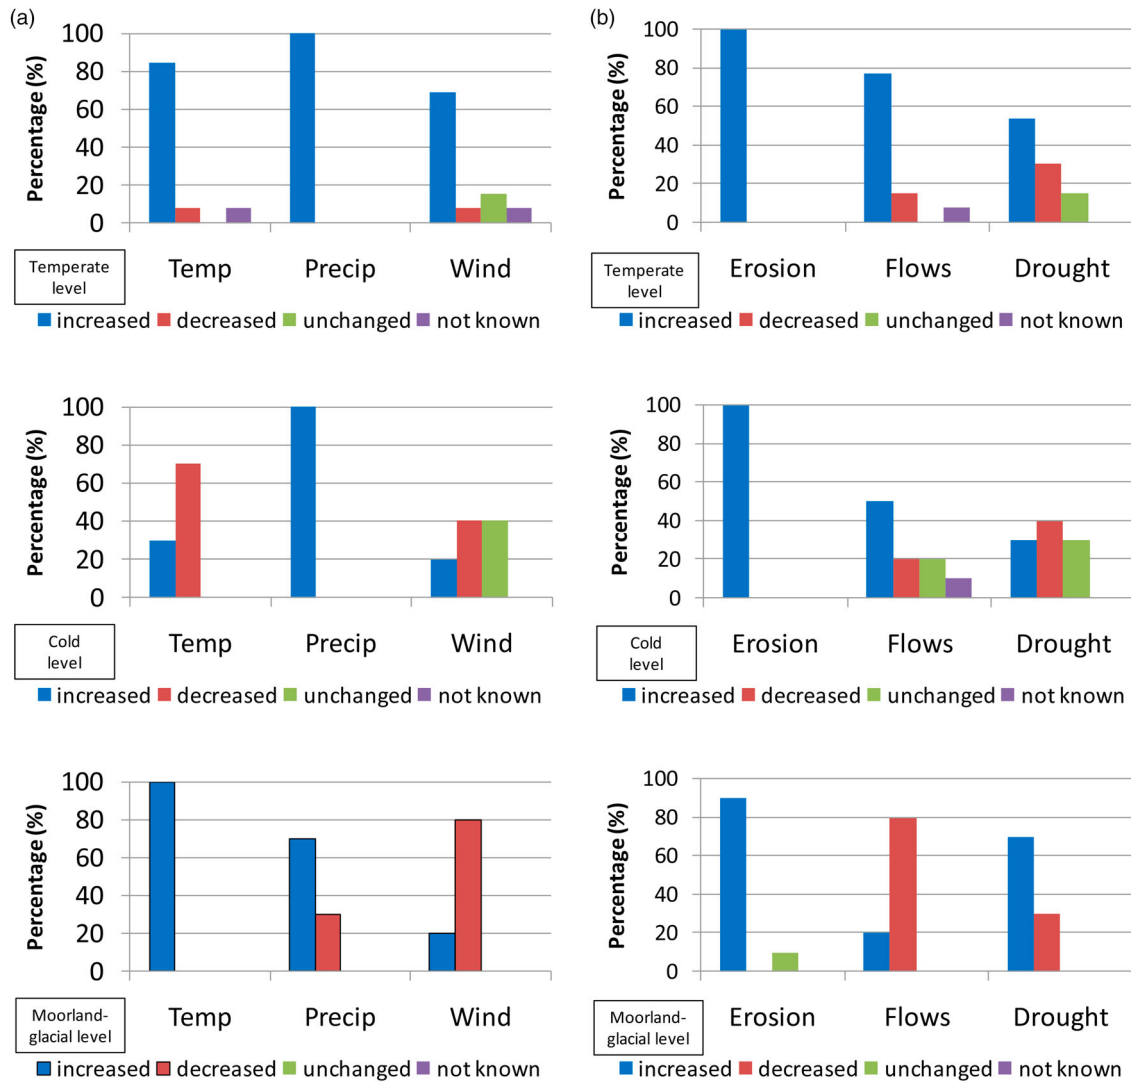 (a)
Percentage (%)
100
80
60
40
20
0
Temperate
level
Temp Precip Wind
increased decreased unchanged not known
Percentage (%)
100
80
60
40
20
0
Cold
level
Temp Precip Wind
increased decreased unchanged not known
Percentage (%)
100
80
60
40
20
0
Moorland-
glacial level
Temp Precip Wind
increased decreased unchanged not known
(b)
Percentage (%)
100
80
60
40
20
0
Temperate
level
Erosion Flows Drought
increased decreased unchanged not known
Percentage (%)
100
80
60
40
20
0
Cold
level
Erosion Flows Drought
increased decreased unchanged not known
Percentage (%)
100
80
60
40
20
0
Moorland-
glacial level
Erosion Flows Drought
increased decreased unchanged not known